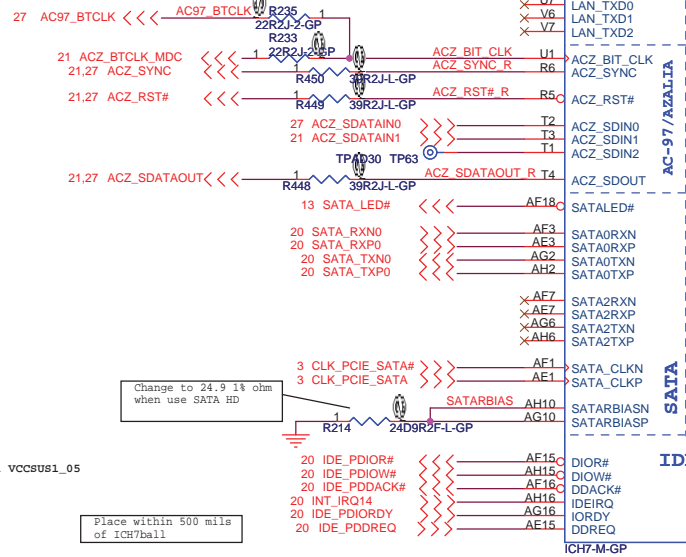 U7 LAN_TXD0
V6 LAN_TXD1
V7 LAN_TXD2
27 AC97_BTCLK AC97_BTCLK R235 1
22R2J-2-GP
R233
21 ACZ_BTCLK_MDC 1 22R2J-2-GP ACZ_BIT_CLK U1 ACZ_BIT_CLK
21,27 ACZ_SYNC 1 ACZ_SYNC_R R6 ACZ_SYNC
R450 39R2J-L-GP
21,27 ACZ_RST# 1 ACZ_RST#_R R5 ACZ_RST#
R449 39R2J-L-GP
27 ACZ_SDATAIN0 T2 ACZ_SDIN0
21 ACZ_SDATAIN1 T3 ACZ_SDIN1
TPAD30 TP63 T1 ACZ_SDIN2
21,27 ACZ_SDATAOUT 1 ACZ_SDATAOUT_R T4 ACZ_SDOUT
R448 39R2J-L-GP
AC-97/AZALIA
13 SATA_LED# AF18 SATALED#
20 SATA_RXN0 AF3 SATA0RXN
20 SATA_RXP0 AE3 SATA0RXP
20 SATA_TXN0 AG2 SATA0TXN
20 SATA_TXP0 AH2 SATA0TXP
AF7 SATA2RXN
AE7 SATA2RXP
AG6 SATA2TXN
AH6 SATA2TXP
3 CLK_PCIE_SATA# AF1 SATA_CLKN
3 CLK_PCIE_SATA AE1 SATA_CLKP
SATA
Change to 24.9 1% ohm
when use SATA HD
SATARBIAS AH10 SATARBIASN
1 AG10 SATARBIASP
R214 24D9R2F-L-GP
VCCSUS1_05
20 IDE_PDIOR# AF15 DIOR#
20 IDE_PDIOW# AH15 DIOW#
20 IDE_PDDACK# AF16 DDACK#
20 INT_IRQ14 AH16 IDEIRQ
20 IDE_PDIORDY AG16 IORDY
20 IDE_PDDREQ AE15 DDREQ
Place within 500 mils
of ICH7ball
ICH7-M-GP